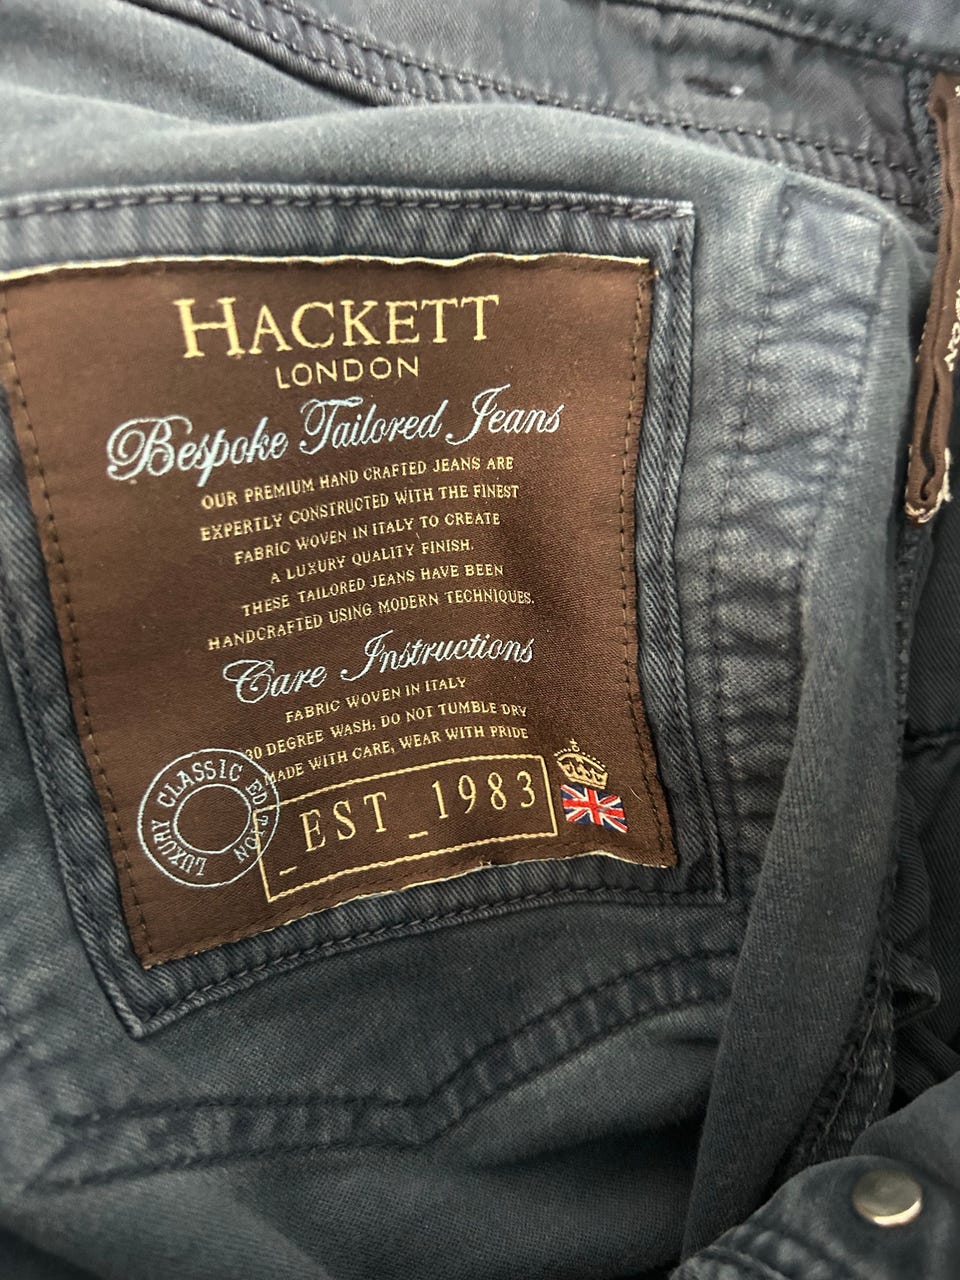 HACKETT
LONDON
Bespoke Tailored Jeans
OUR PREMIUM HAND CRAFTED JEANS ARE
EXPERTLY CONSTRUCTED WITH THE FINEST
FABRIC WOVEN IN ITALY TO CREATE
A LUXURY QUALITY FINISH.
THESE TAILORED JEANS HAVE BEEN
HANDCRAFTED USING MODERN TECHNIQUES.
Care Instructions
FABRIC WOVEN IN ITALY
30 DEGREE WASH, DO NOT TUMBLE DRY
MADE WITH CARE, WEAR WITH PRIDE
LUXURY CLASSIC EDITION
_EST_1983